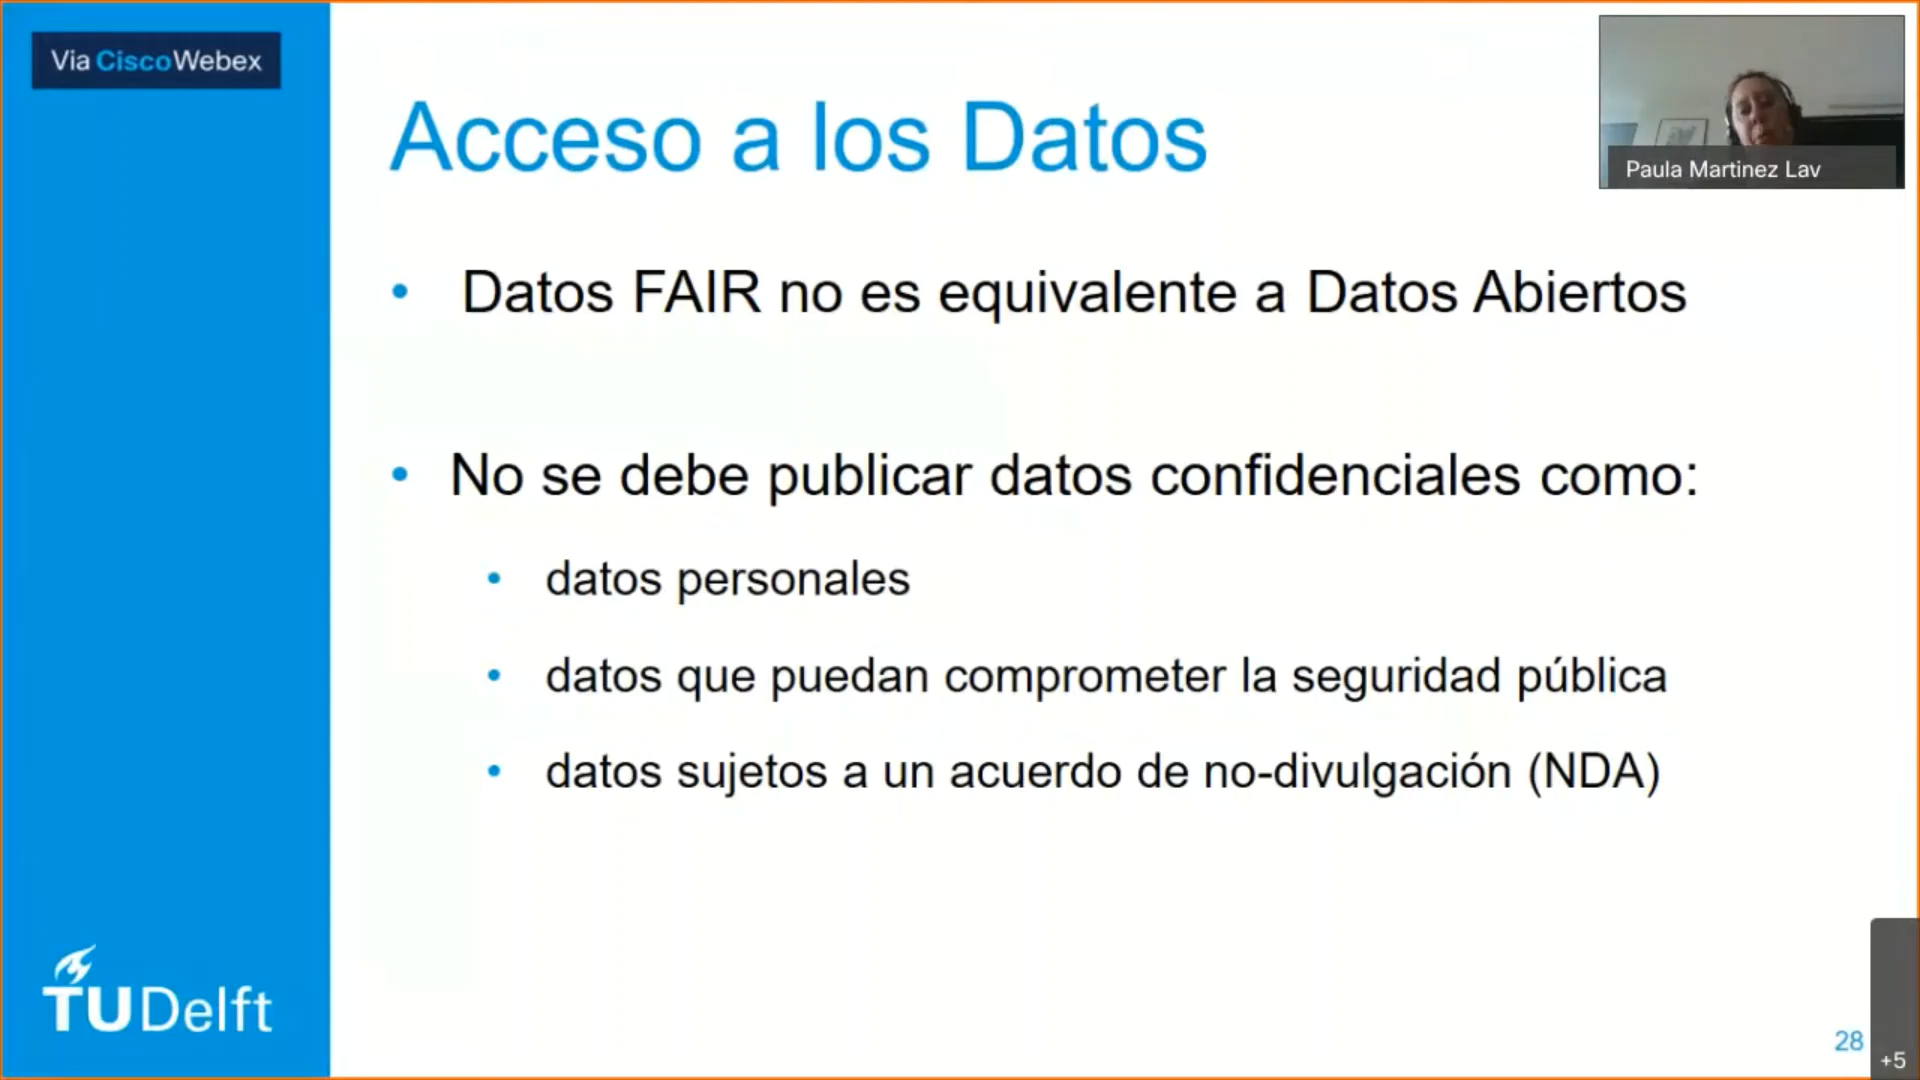 Via CiscoWebex
Acceso a los Datos
Paula Martinez Lav
• Datos FAIR no es equivalente a Datos Abiertos
• No se debe publicar datos confidenciales como:
• datos personales
• datos que puedan comprometer la seguridad pública
• datos sujetos a un acuerdo de no-divulgación (NDA)
TUDelft
28
+5